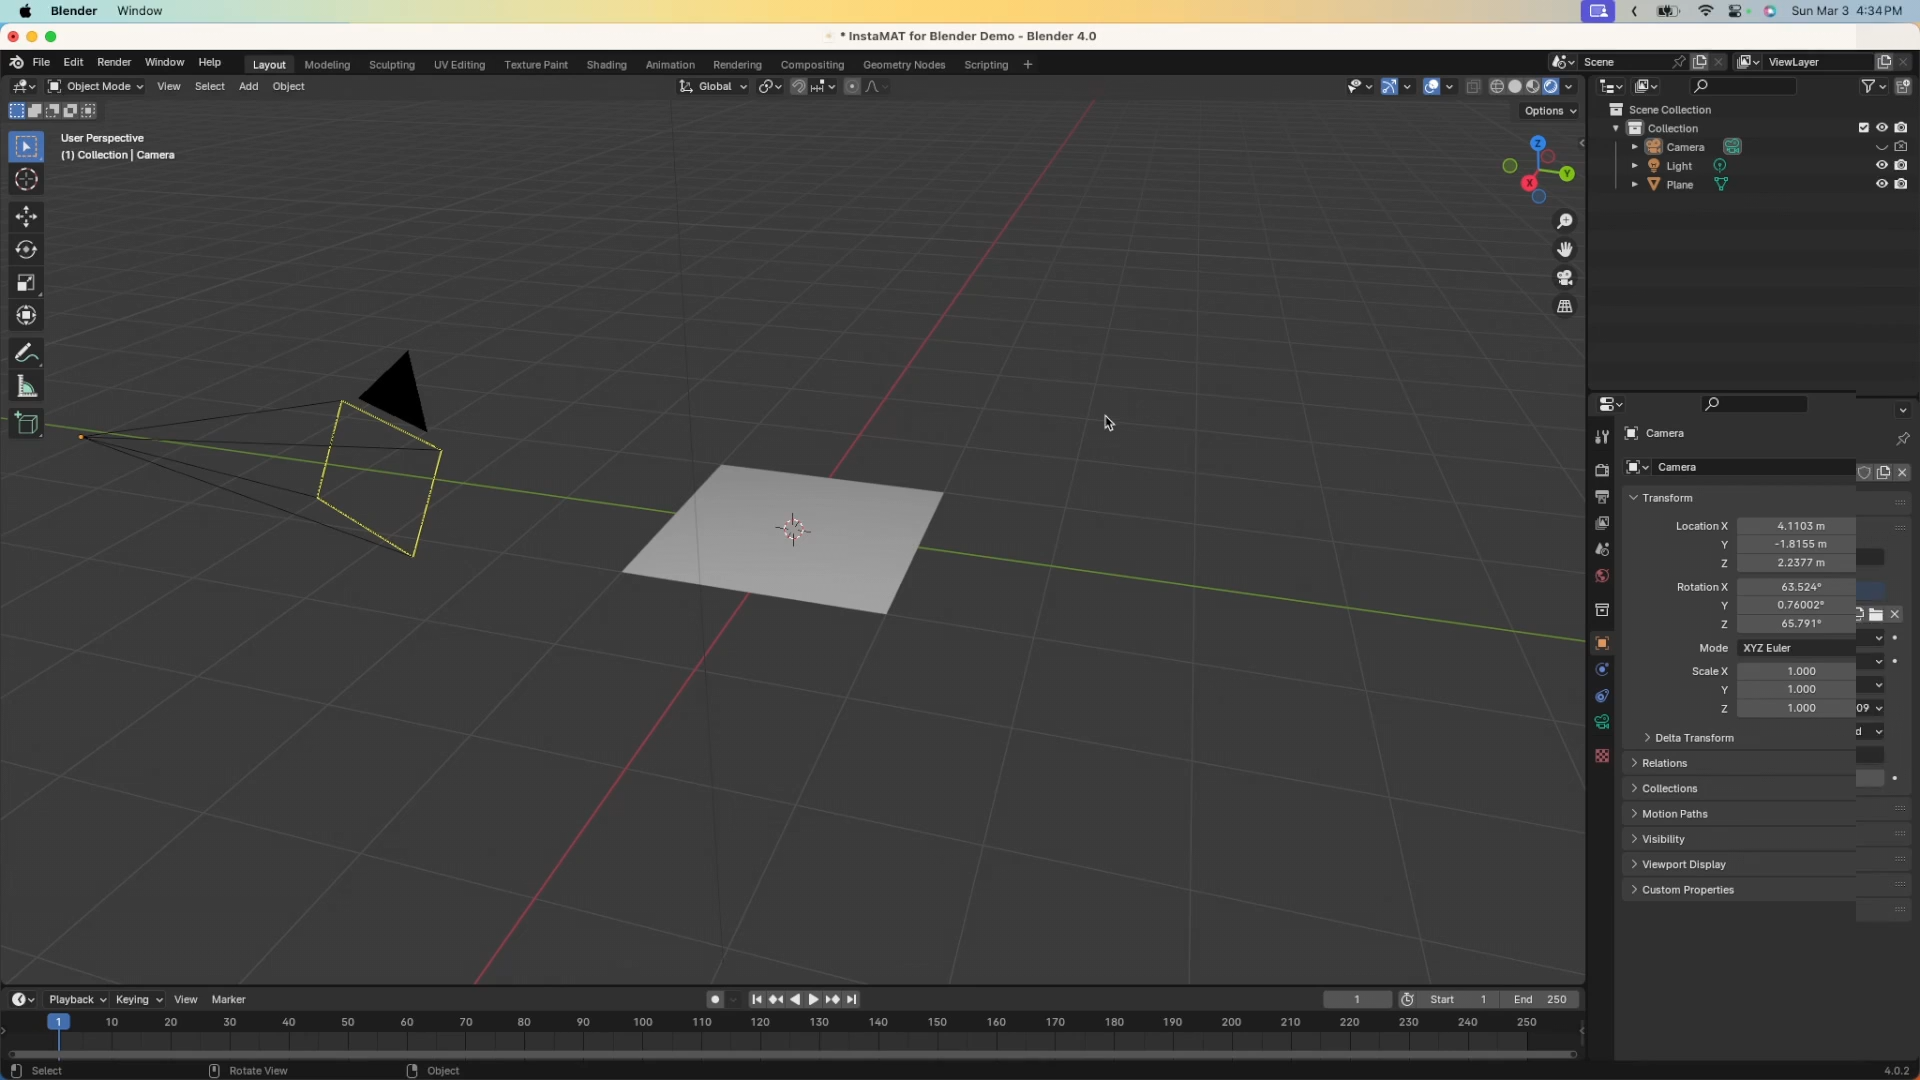 Blender Window Sun Mar 3 4:34 PM
* InstaMAT for Blender Demo - Blender 4.0
File Edit Render Window Help Layout Modeling Sculpting UV Editing Texture Paint Shading Animation Rendering Compositing Geometry Nodes Scripting + Scene ViewLayer
Object Mode View Select Add Object Global
Options
User Perspective
(1) Collection | Camera
Z
Y
X
Scene Collection
Collection
Camera
Light
Plane
Camera
Camera
Transform
Location X 4.1103 m
Y -1.8155 m
Z 2.2377 m
Rotation X 63.524°
Y 0.76002°
Z 65.791°
Mode XYZ Euler
Scale X 1.000
Y 1.000
Z 1.000 09
d
Delta Transform
Relations
Collections
Motion Paths
Visibility
Viewport Display
Custom Properties
Playback Keying View Marker 1 Start 1 End 250
1 10 20 30 40 50 60 70 80 90 100 110 120 130 140 150 160 170 180 190 200 210 220 230 240 250
Select Rotate View Object 4.0.2